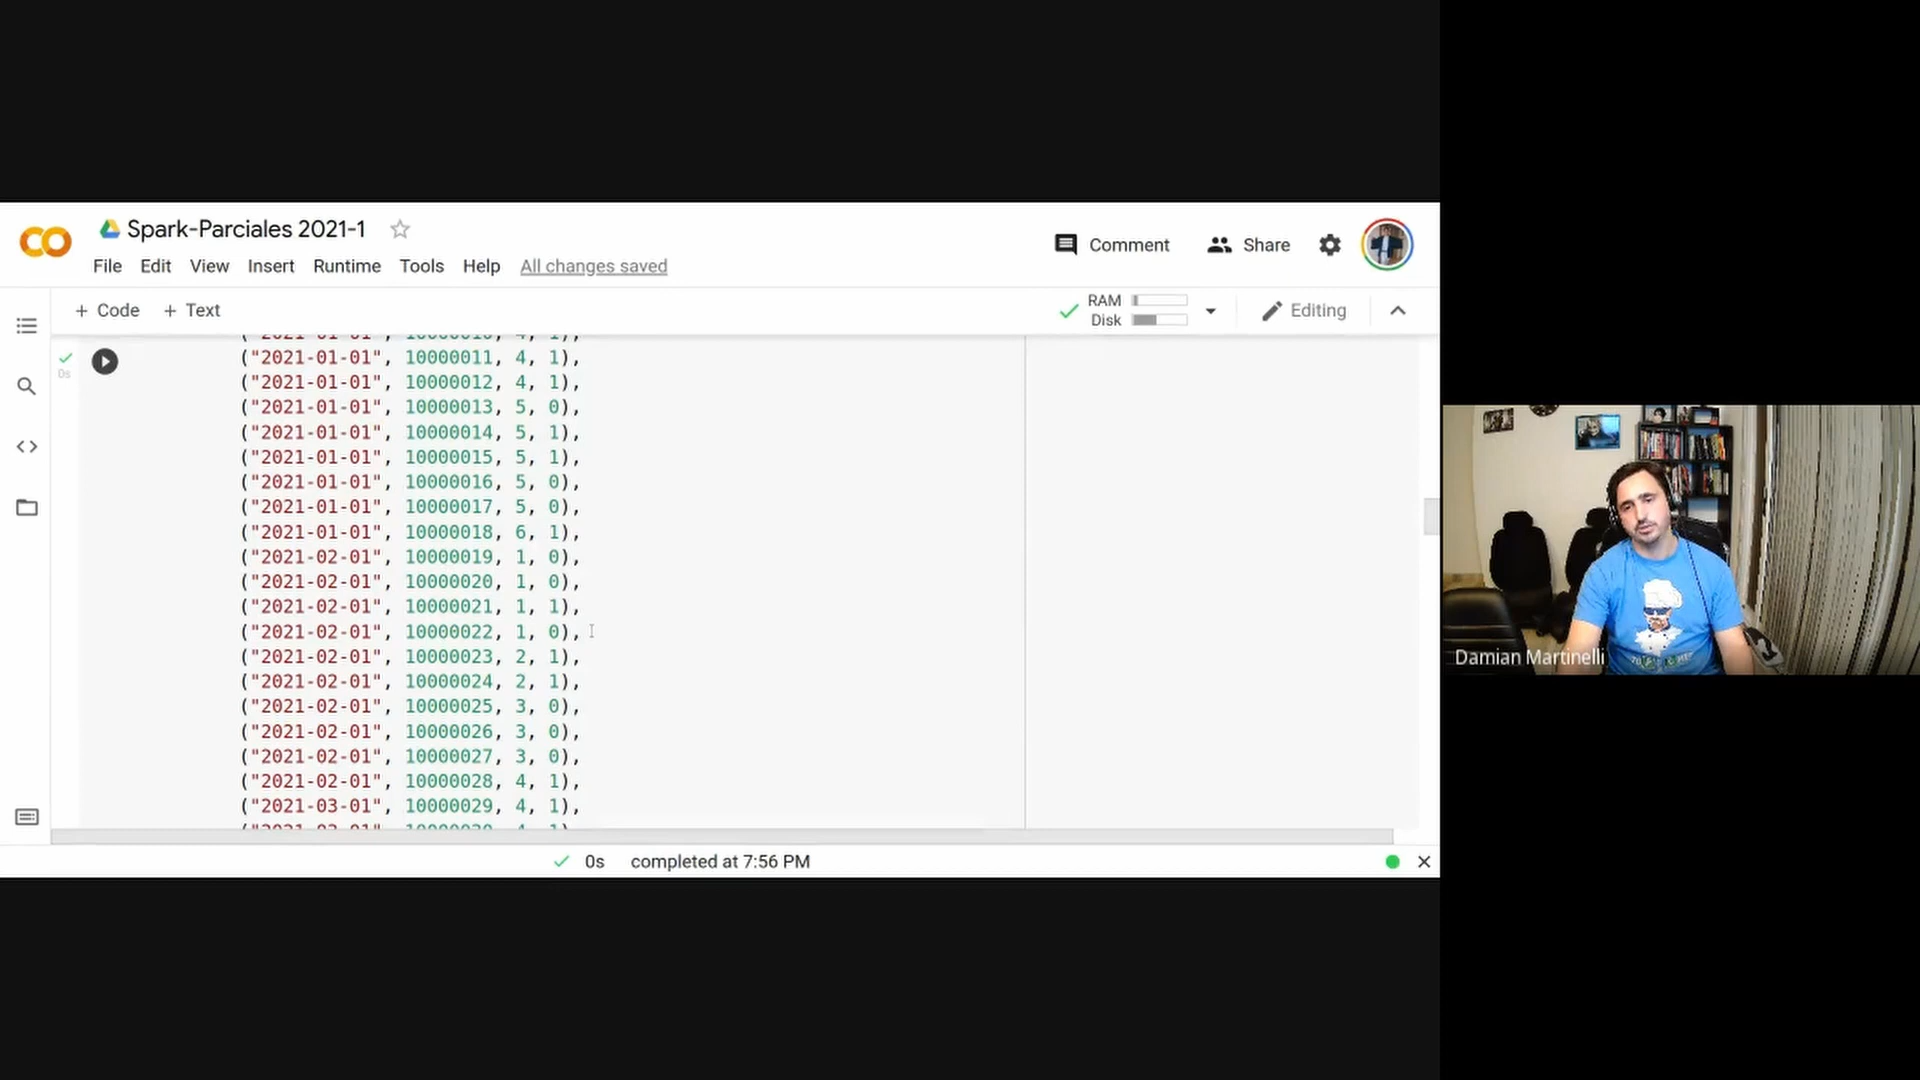 Spark-Parciales 2021-1
Comment
Share
File Edit View Insert Runtime Tools Help All changes saved
+ Code + Text
RAM
Disk
Editing
0s
("2021-01-01", 10000011, 4, 1),
("2021-01-01", 10000012, 4, 1),
("2021-01-01", 10000013, 5, 0),
("2021-01-01", 10000014, 5, 1),
("2021-01-01", 10000015, 5, 1),
("2021-01-01", 10000016, 5, 0),
("2021-01-01", 10000017, 5, 0),
("2021-01-01", 10000018, 6, 1),
("2021-02-01", 10000019, 1, 0),
("2021-02-01", 10000020, 1, 0),
("2021-02-01", 10000021, 1, 1),
("2021-02-01", 10000022, 1, 0),
("2021-02-01", 10000023, 2, 1),
("2021-02-01", 10000024, 2, 1),
("2021-02-01", 10000025, 3, 0),
("2021-02-01", 10000026, 3, 0),
("2021-02-01", 10000027, 3, 0),
("2021-02-01", 10000028, 4, 1),
("2021-03-01", 10000029, 4, 1),
0s completed at 7:56 PM
Damian Martinelli